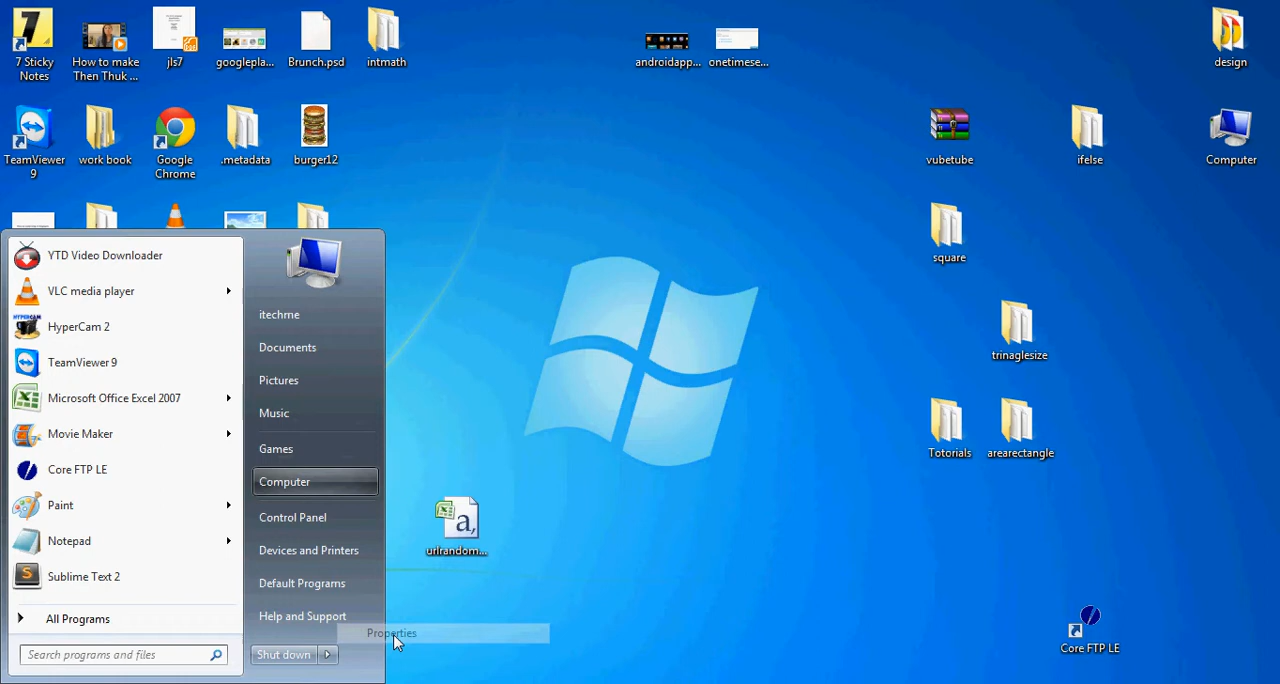 7 Sticky
Notes
How to make
Then Thuk ...
jls7
googlepla...
Brunch.psd
intmath
androidapp...
onetimese...
design
TeamViewer
9
work book
Google
Chrome
.metadata
burger12
vubetube
ifelse
Computer
square
trinaglesize
Totorials
arearectangle
urlrandom...
Core FTP LE
YTD Video Downloader
VLC media player
HyperCam 2
TeamViewer 9
Microsoft Office Excel 2007
Movie Maker
Core FTP LE
Paint
Notepad
Sublime Text 2
All Programs
Search programs and files
itechrne
Documents
Pictures
Music
Games
Computer
Control Panel
Devices and Printers
Default Programs
Help and Support
Properties
Shut down